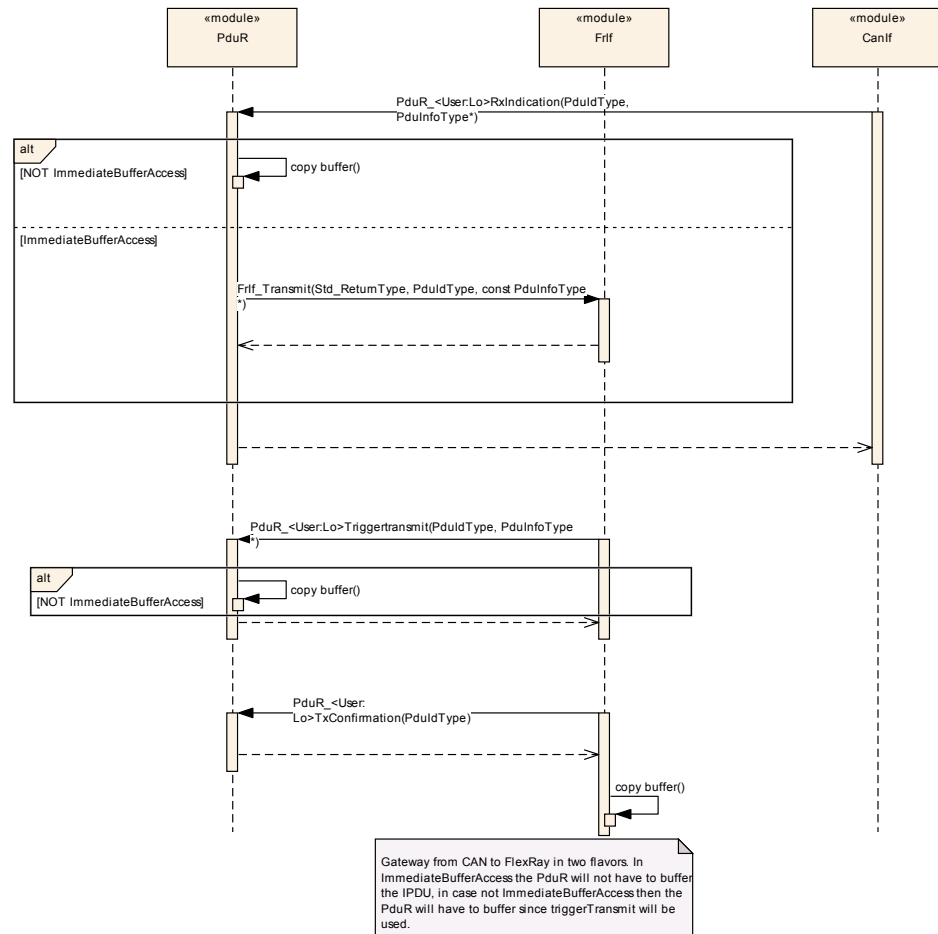 «module»
PduR
«module»
FrIf
«module»
CanIf
PduR_<User:Lo>RxIndication(PduIdType,
PduInfoType*)
alt
[NOT ImmediateBufferAccess]
copy buffer()
[ImmediateBufferAccess]
FrIf_Transmit(Std_ReturnType, PduIdType, const PduInfoType
*)
PduR_<User:Lo>Triggertransmit(PduIdType, PduInfoType
*)
alt
[NOT ImmediateBufferAccess]
copy buffer()
PduR_<User:
Lo>TxConfirmation(PduIdType)
copy buffer()
Gateway from CAN to FlexRay in two flavors. In
ImmediateBufferAccess the PduR will not have to buffer
the IPDU, in case not ImmediateBufferAccess then the
PduR will have to buffer since triggerTransmit will be
used.